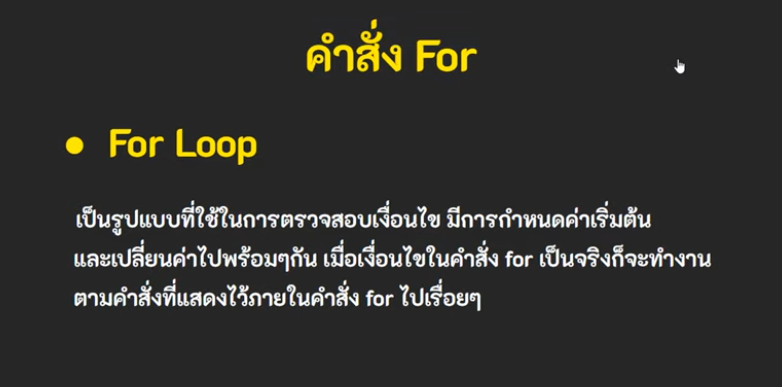 คำสั่ง For
● For Loop
เป็นรูปแบบที่ใช้ในการตรวจสอบเงื่อนไข มีการกำหนดค่าเริ่มต้น
และเปลี่ยนค่าไปพร้อมๆกัน เมื่อเงื่อนไขในคำสั่ง for เป็นจริงก็จะทำงาน
ตามคำสั่งที่แสดงไว้ภายในคำสั่ง for ไปเรื่อยๆ